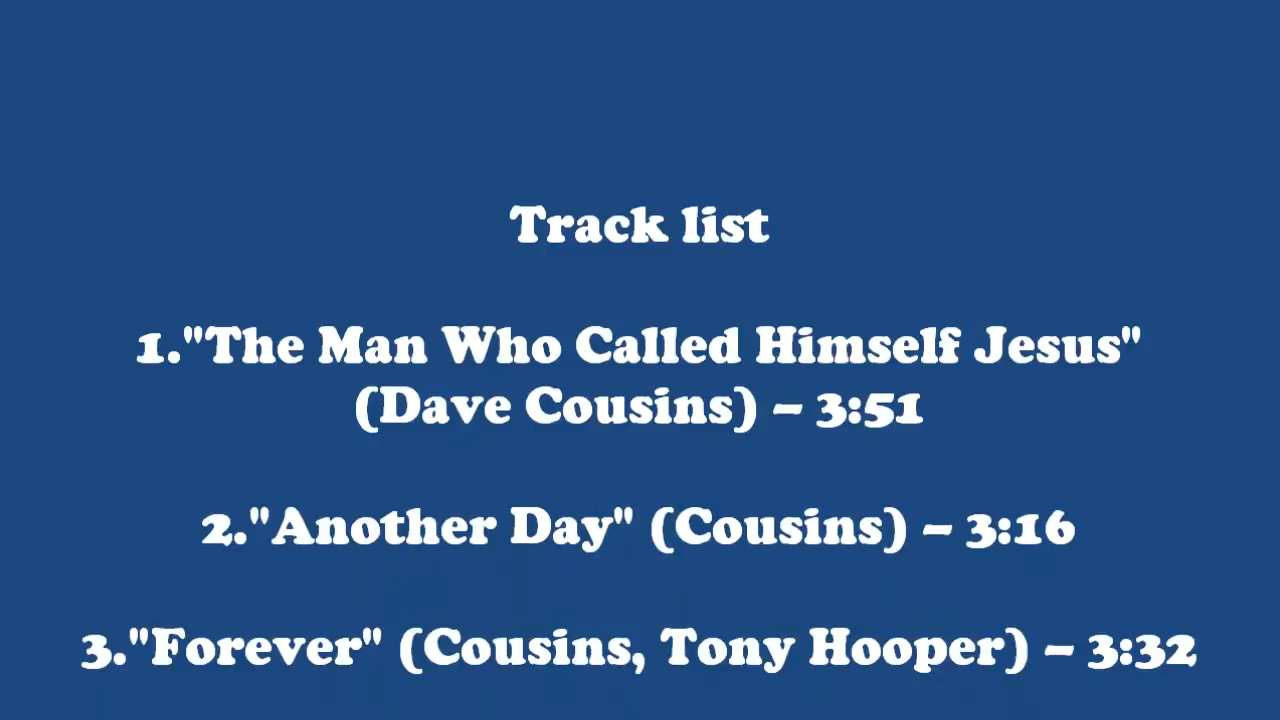 Track list
1."The Man Who Called Himself Jesus"
(Dave Cousins) – 3:51
2."Another Day" (Cousins) – 3:16
3."Forever" (Cousins, Tony Hooper) – 3:32